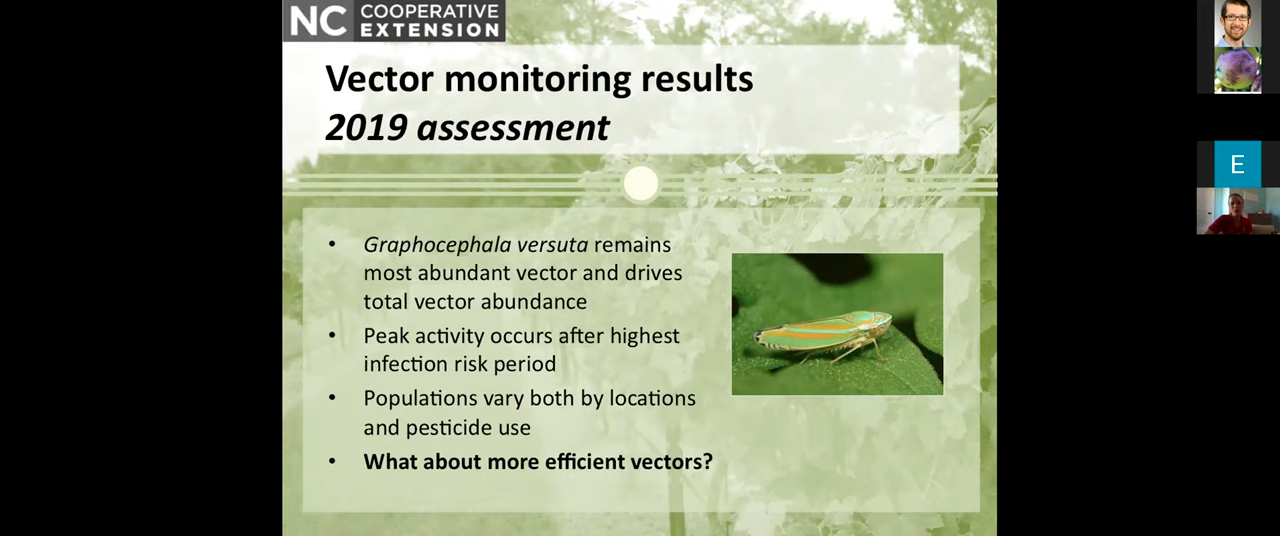 NC COOPERATIVE
EXTENSION
Vector monitoring results
2019 assessment
• Graphocephala versuta remains
most abundant vector and drives
total vector abundance
• Peak activity occurs after highest
infection risk period
• Populations vary both by locations
and pesticide use
• What about more efficient vectors?
E